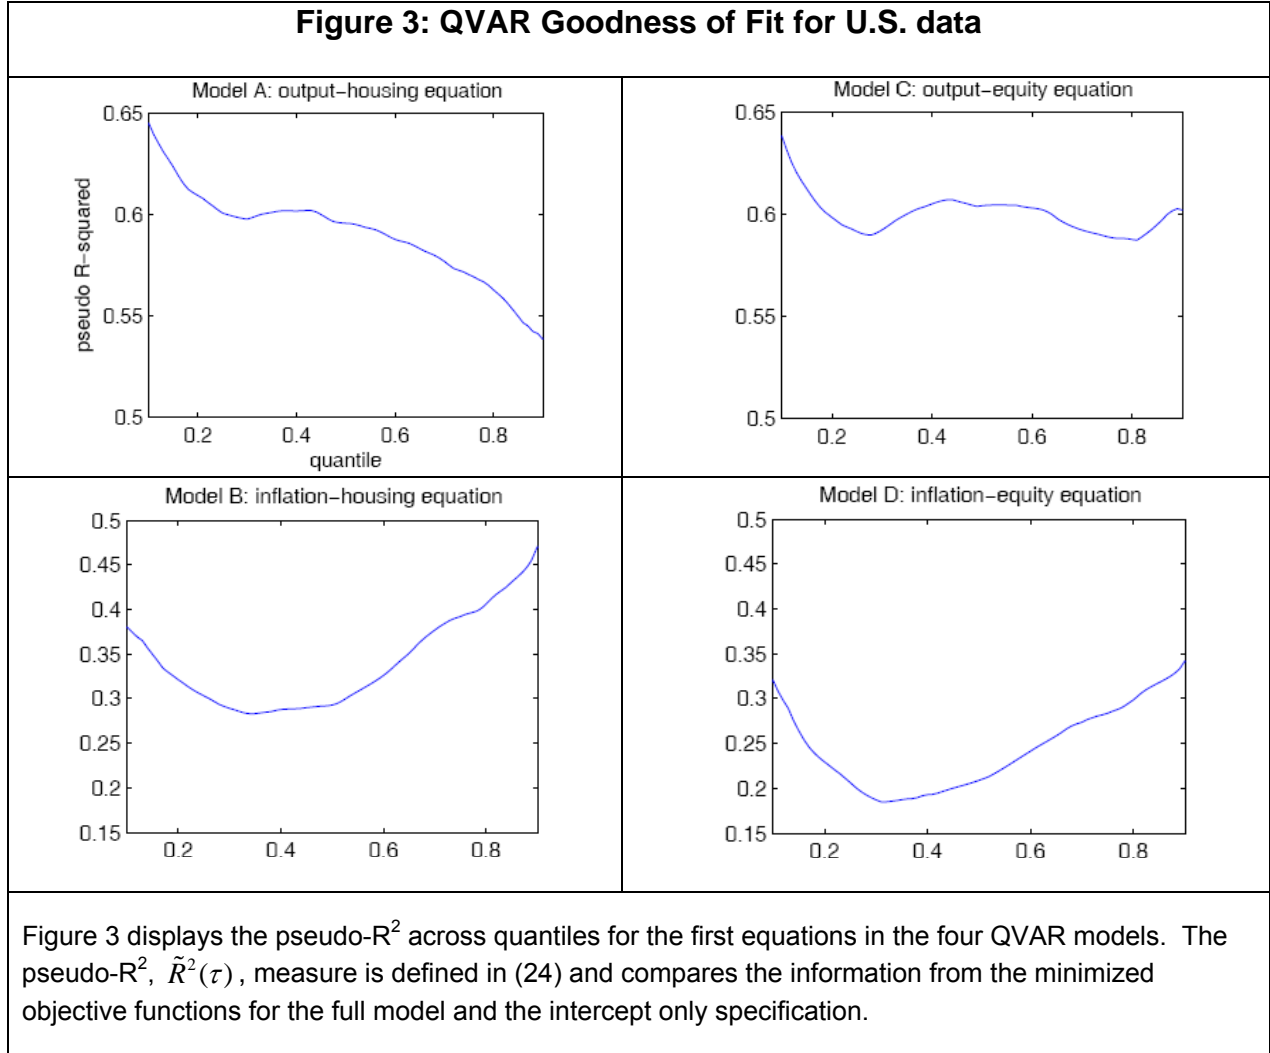 Figure 3: QVAR Goodness of Fit for U.S. data
Model A: output−housing equation
0.65
0.6
0.55
0.5
pseudo R−squared
0.2 0.4 0.6 0.8
quantile
Model C: output−equity equation
0.65
0.6
0.55
0.5
0.2 0.4 0.6 0.8
Model B: inflation−housing equation
0.5
0.45
0.4
0.35
0.3
0.25
0.2
0.15
0.2 0.4 0.6 0.8
Model D: inflation−equity equation
0.5
0.45
0.4
0.35
0.3
0.25
0.2
0.15
0.2 0.4 0.6 0.8
Figure 3 displays the pseudo-R² across quantiles for the first equations in the four QVAR models. The
pseudo-R², R̃²(τ), measure is defined in (24) and compares the information from the minimized
objective functions for the full model and the intercept only specification.